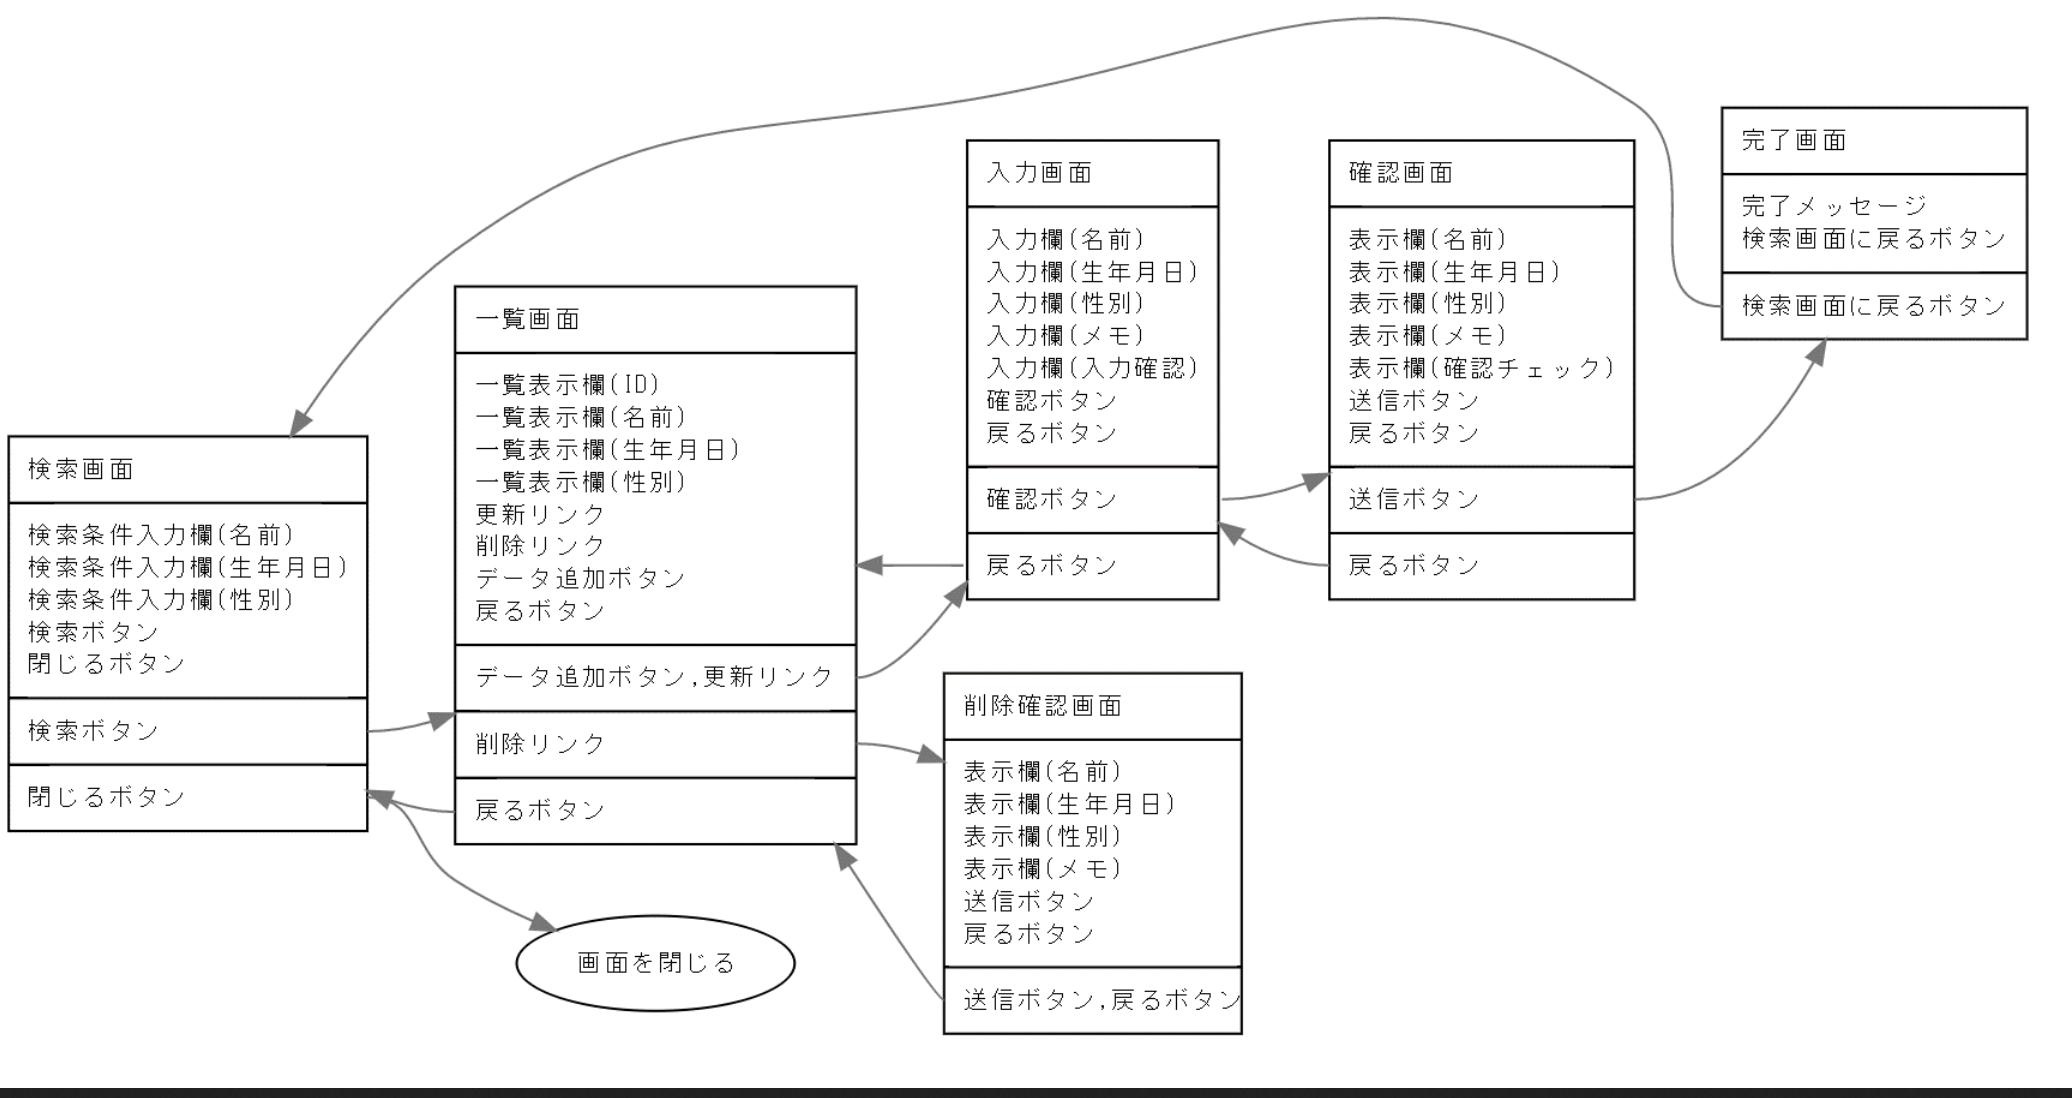 検索画面
検索条件入力欄(名前)
検索条件入力欄(生年月日)
検索条件入力欄(性別)
検索ボタン
閉じるボタン
検索ボタン
閉じるボタン
一覧画面
一覧表示欄(ID)
一覧表示欄(名前)
一覧表示欄(生年月日)
一覧表示欄(性別)
更新リンク
削除リンク
データ追加ボタン
戻るボタン
データ追加ボタン,更新リンク
削除リンク
戻るボタン
画面を閉じる
入力画面
入力欄(名前)
入力欄(生年月日)
入力欄(性別)
入力欄(メモ)
入力欄(入力確認)
確認ボタン
戻るボタン
確認ボタン
戻るボタン
削除確認画面
表示欄(名前)
表示欄(生年月日)
表示欄(性別)
表示欄(メモ)
送信ボタン
戻るボタン
送信ボタン,戻るボタン
確認画面
表示欄(名前)
表示欄(生年月日)
表示欄(性別)
表示欄(メモ)
表示欄(確認チェック)
送信ボタン
戻るボタン
送信ボタン
戻るボタン
完了画面
完了メッセージ
検索画面に戻るボタン
検索画面に戻るボタン